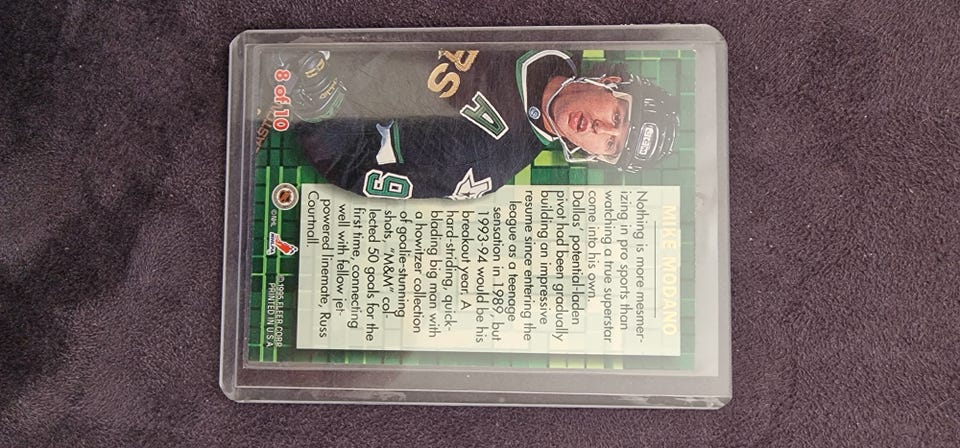 MIKE MODANO
Nothing is more mesmer-
izing in pro sports than
watching a true superstar
come into his own.
Dallas' potential-laden
pivot had been gradually
building an impressive
resume since entering the
league as a teenage
sensation in 1989, but
1993-94 would be his
breakout year. A
hard-striding, quick-
blading big man with
a howitzer collection
of goalie-stunning
shots, "M&M" col-
lected 50 goals for the
first time, connecting
well with fellow jet-
powered linemate, Russ
Courtnall.
8 of 10
©NHL
© 1995 FLEER CORP.
PRINTED IN U.S.A.
A
9